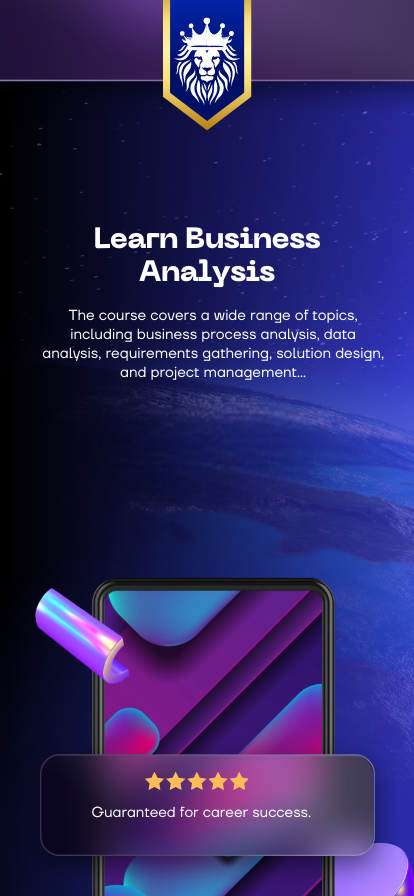 Learn Business
Analysis
The course covers a wide range of topics,
including business process analysis, data
analysis, requirements gathering, solution design,
and project management...
Guaranteed for career success.